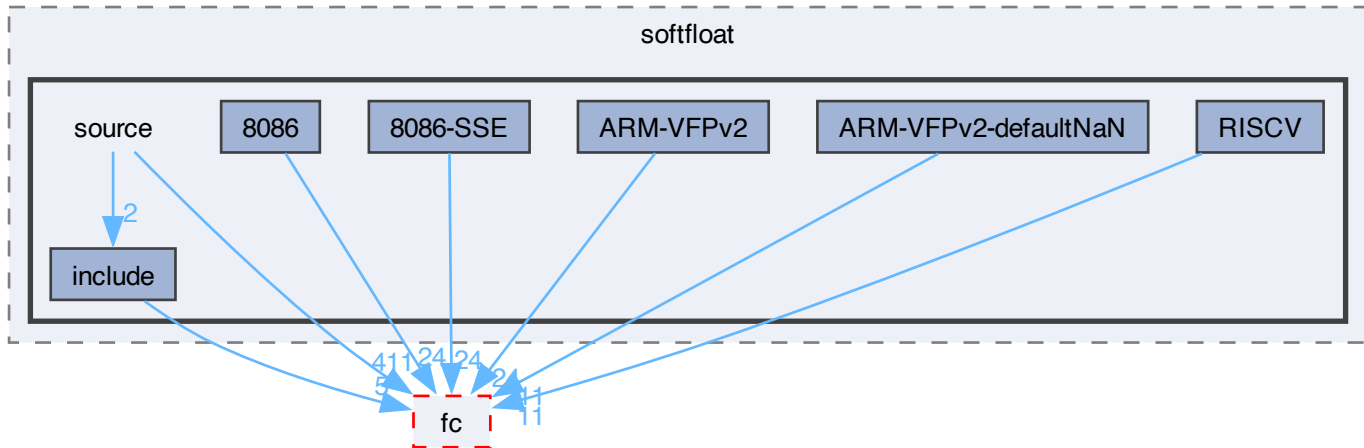 softfloat
source
8086
8086-SSE
ARM-VFPv2
ARM-VFPv2-defaultNaN
RISCV
2
include
411
24
24
24
5
11
11
fc